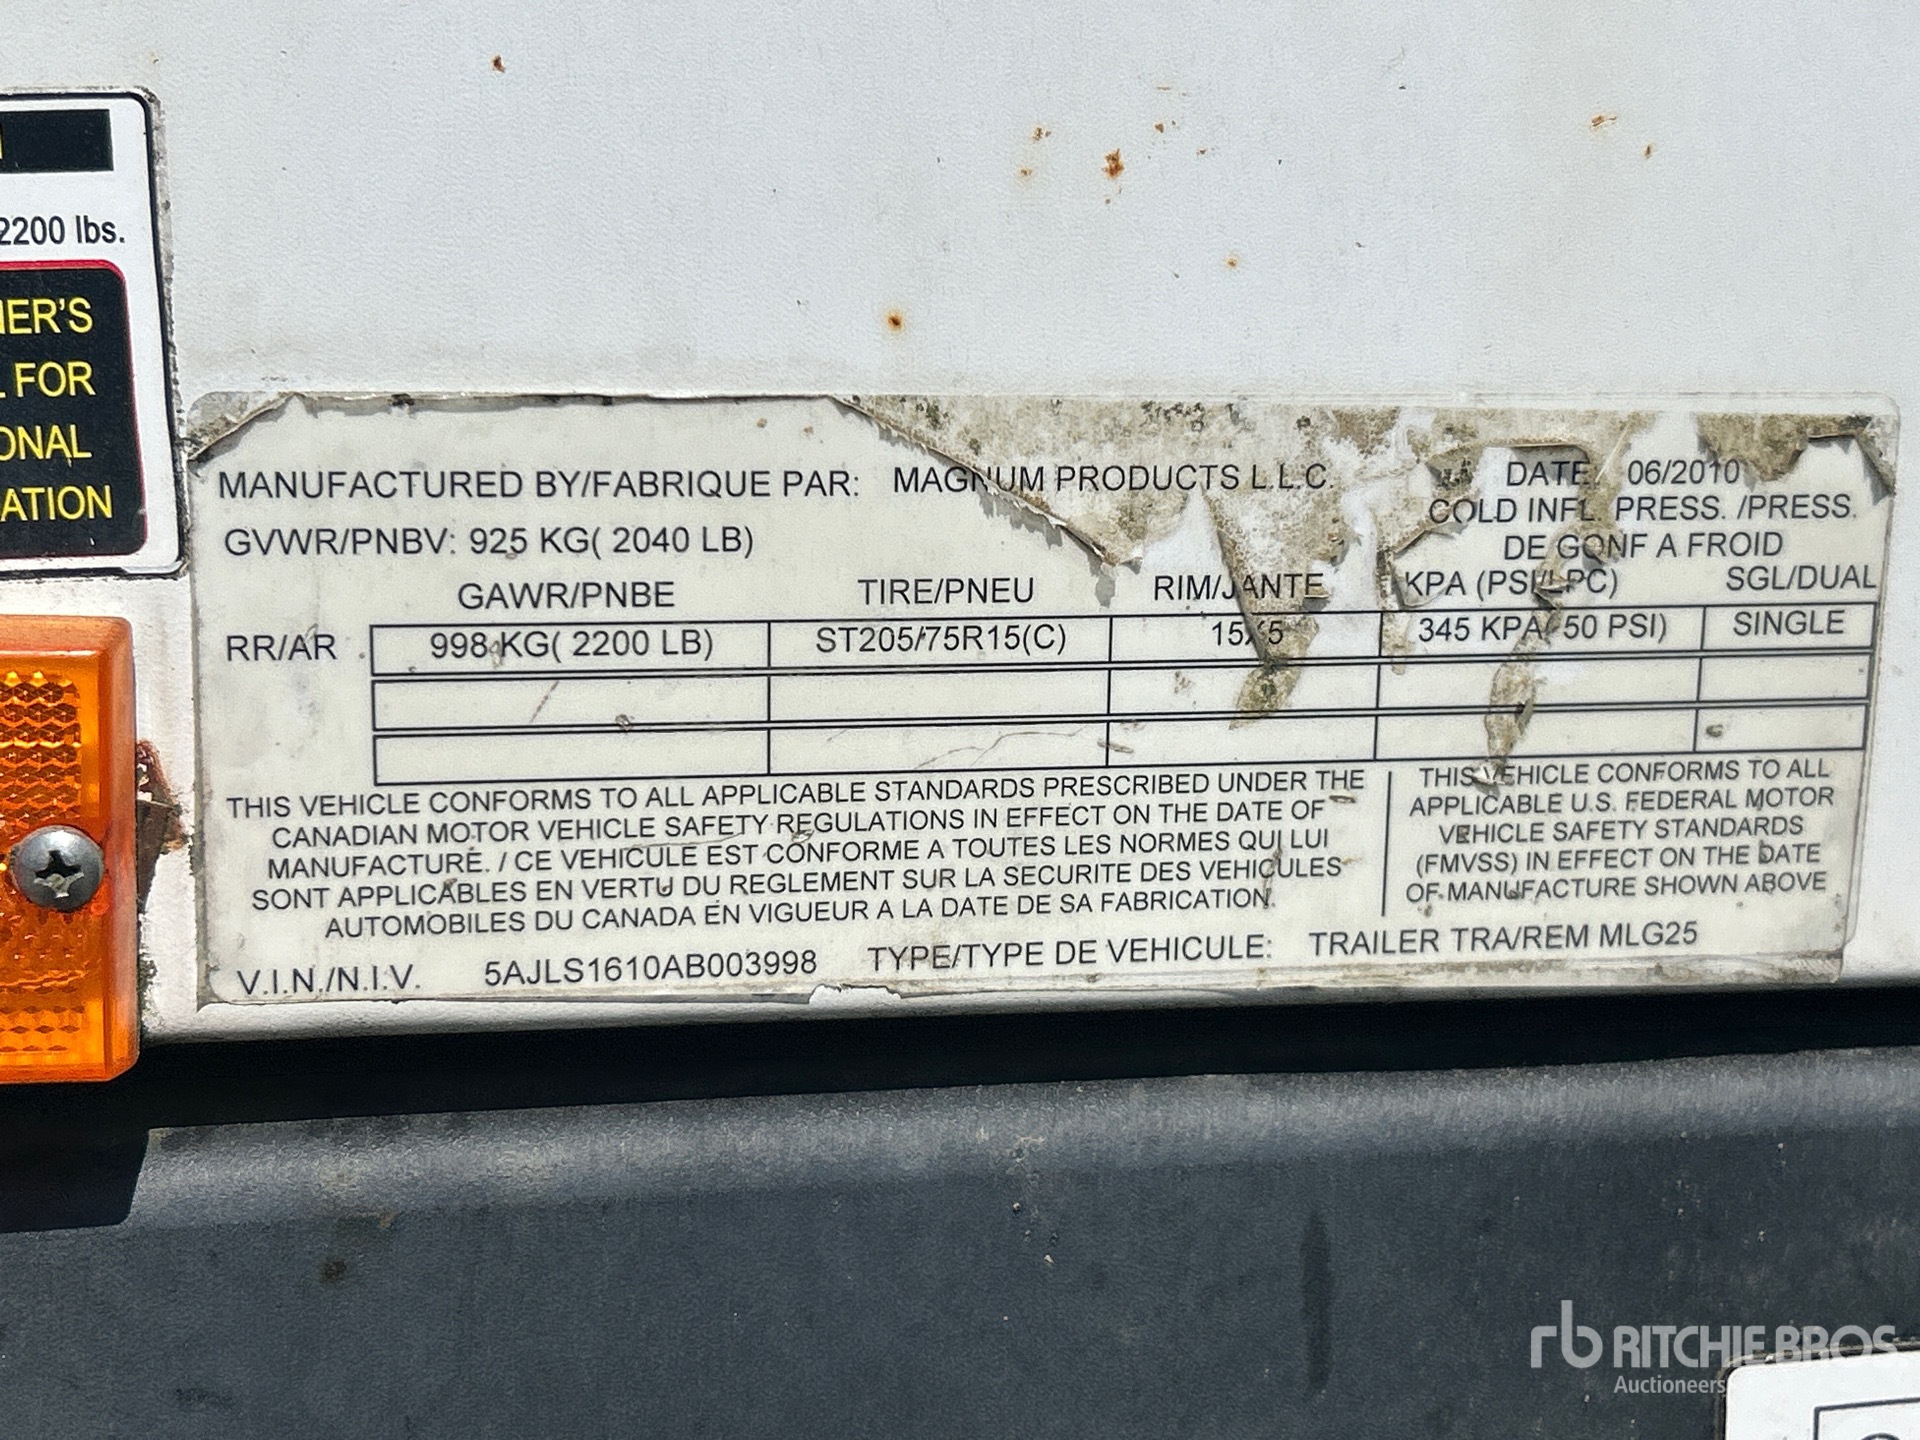 2200 lbs.
FOR
MANUFACTURED BY/FABRIQUE PAR: MAGNUM PRODUCTS L.L.C. DATE: 06/2010
GVWR/PNBV: 925 KG( 2040 LB) COLD INFL. PRESS. /PRESS.
DE GONF A FROID
GAWR/PNBE TIRE/PNEU RIM/JANTE KPA (PSI/LPC) SGL/DUAL
RR/AR 998 KG( 2200 LB) ST205/75R15(C) 15X5 345 KPA( 50 PSI) SINGLE
THIS VEHICLE CONFORMS TO ALL APPLICABLE STANDARDS PRESCRIBED UNDER THE
CANADIAN MOTOR VEHICLE SAFETY REGULATIONS IN EFFECT ON THE DATE OF
MANUFACTURE. / CE VEHICULE EST CONFORME A TOUTES LES NORMES QUI LUI
SONT APPLICABLES EN VERTU DU REGLEMENT SUR LA SECURITE DES VEHICULES
AUTOMOBILES DU CANADA EN VIGUEUR A LA DATE DE SA FABRICATION.
THIS VEHICLE CONFORMS TO ALL
APPLICABLE U.S. FEDERAL MOTOR
VEHICLE SAFETY STANDARDS
(FMVSS) IN EFFECT ON THE DATE
OF MANUFACTURE SHOWN ABOVE
V.I.N./N.I.V. 5AJLS1610AB003998 TYPE/TYPE DE VEHICULE: TRAILER TRA/REM MLG25
rb RITCHIE BROS
Auctioneers